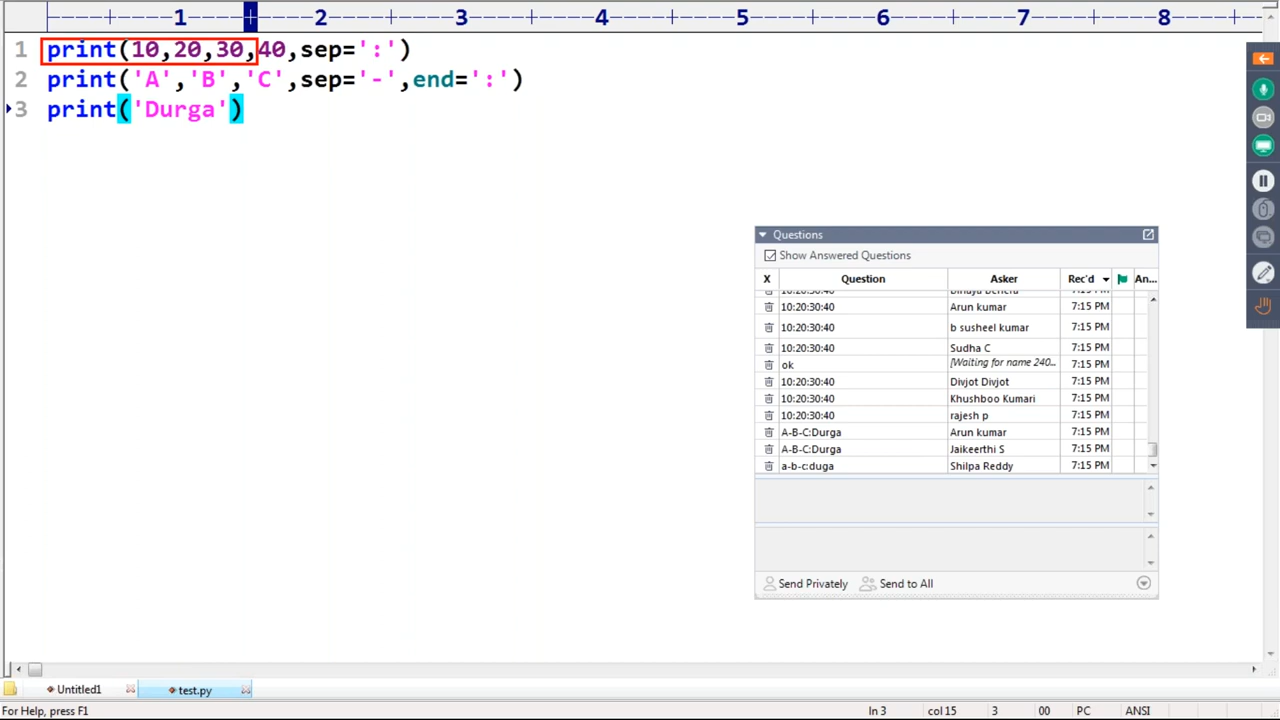 1 2 3 4 5 6 7 8
1 print(10,20,30,40,sep=':')
2 print('A','B','C',sep='-',end=':')
3 print('Durga')
Questions
Show Answered Questions
X Question Asker Rec'd An...
10:20:30:40 Arun kumar 7:15 PM
10:20:30:40 b susheel kumar 7:15 PM
10:20:30:40 Sudha C 7:15 PM
ok [Waiting for name 240... 7:15 PM
10:20:30:40 Divjot Divjot 7:15 PM
10:20:30:40 Khushboo Kumari 7:15 PM
10:20:30:40 rajesh p 7:15 PM
A-B-C:Durga Arun kumar 7:15 PM
A-B-C:Durga Jaikeerthi S 7:15 PM
a-b-c:duga Shilpa Reddy 7:15 PM
Send Privately Send to All
Untitled1 test.py
For Help, press F1 ln 3 col 15 3 00 PC ANSI